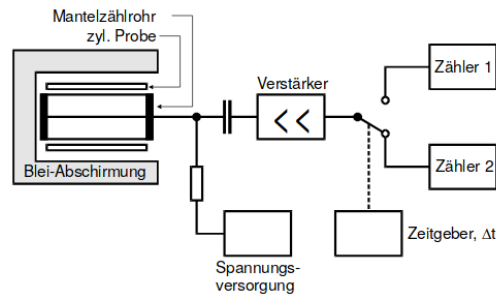 Mantelzählrohr
zyl. Probe
Blei-Abschirmung
Verstärker
<<
Zähler 1
Zähler 2
Zeitgeber, Δt
Spannungs-
versorgung